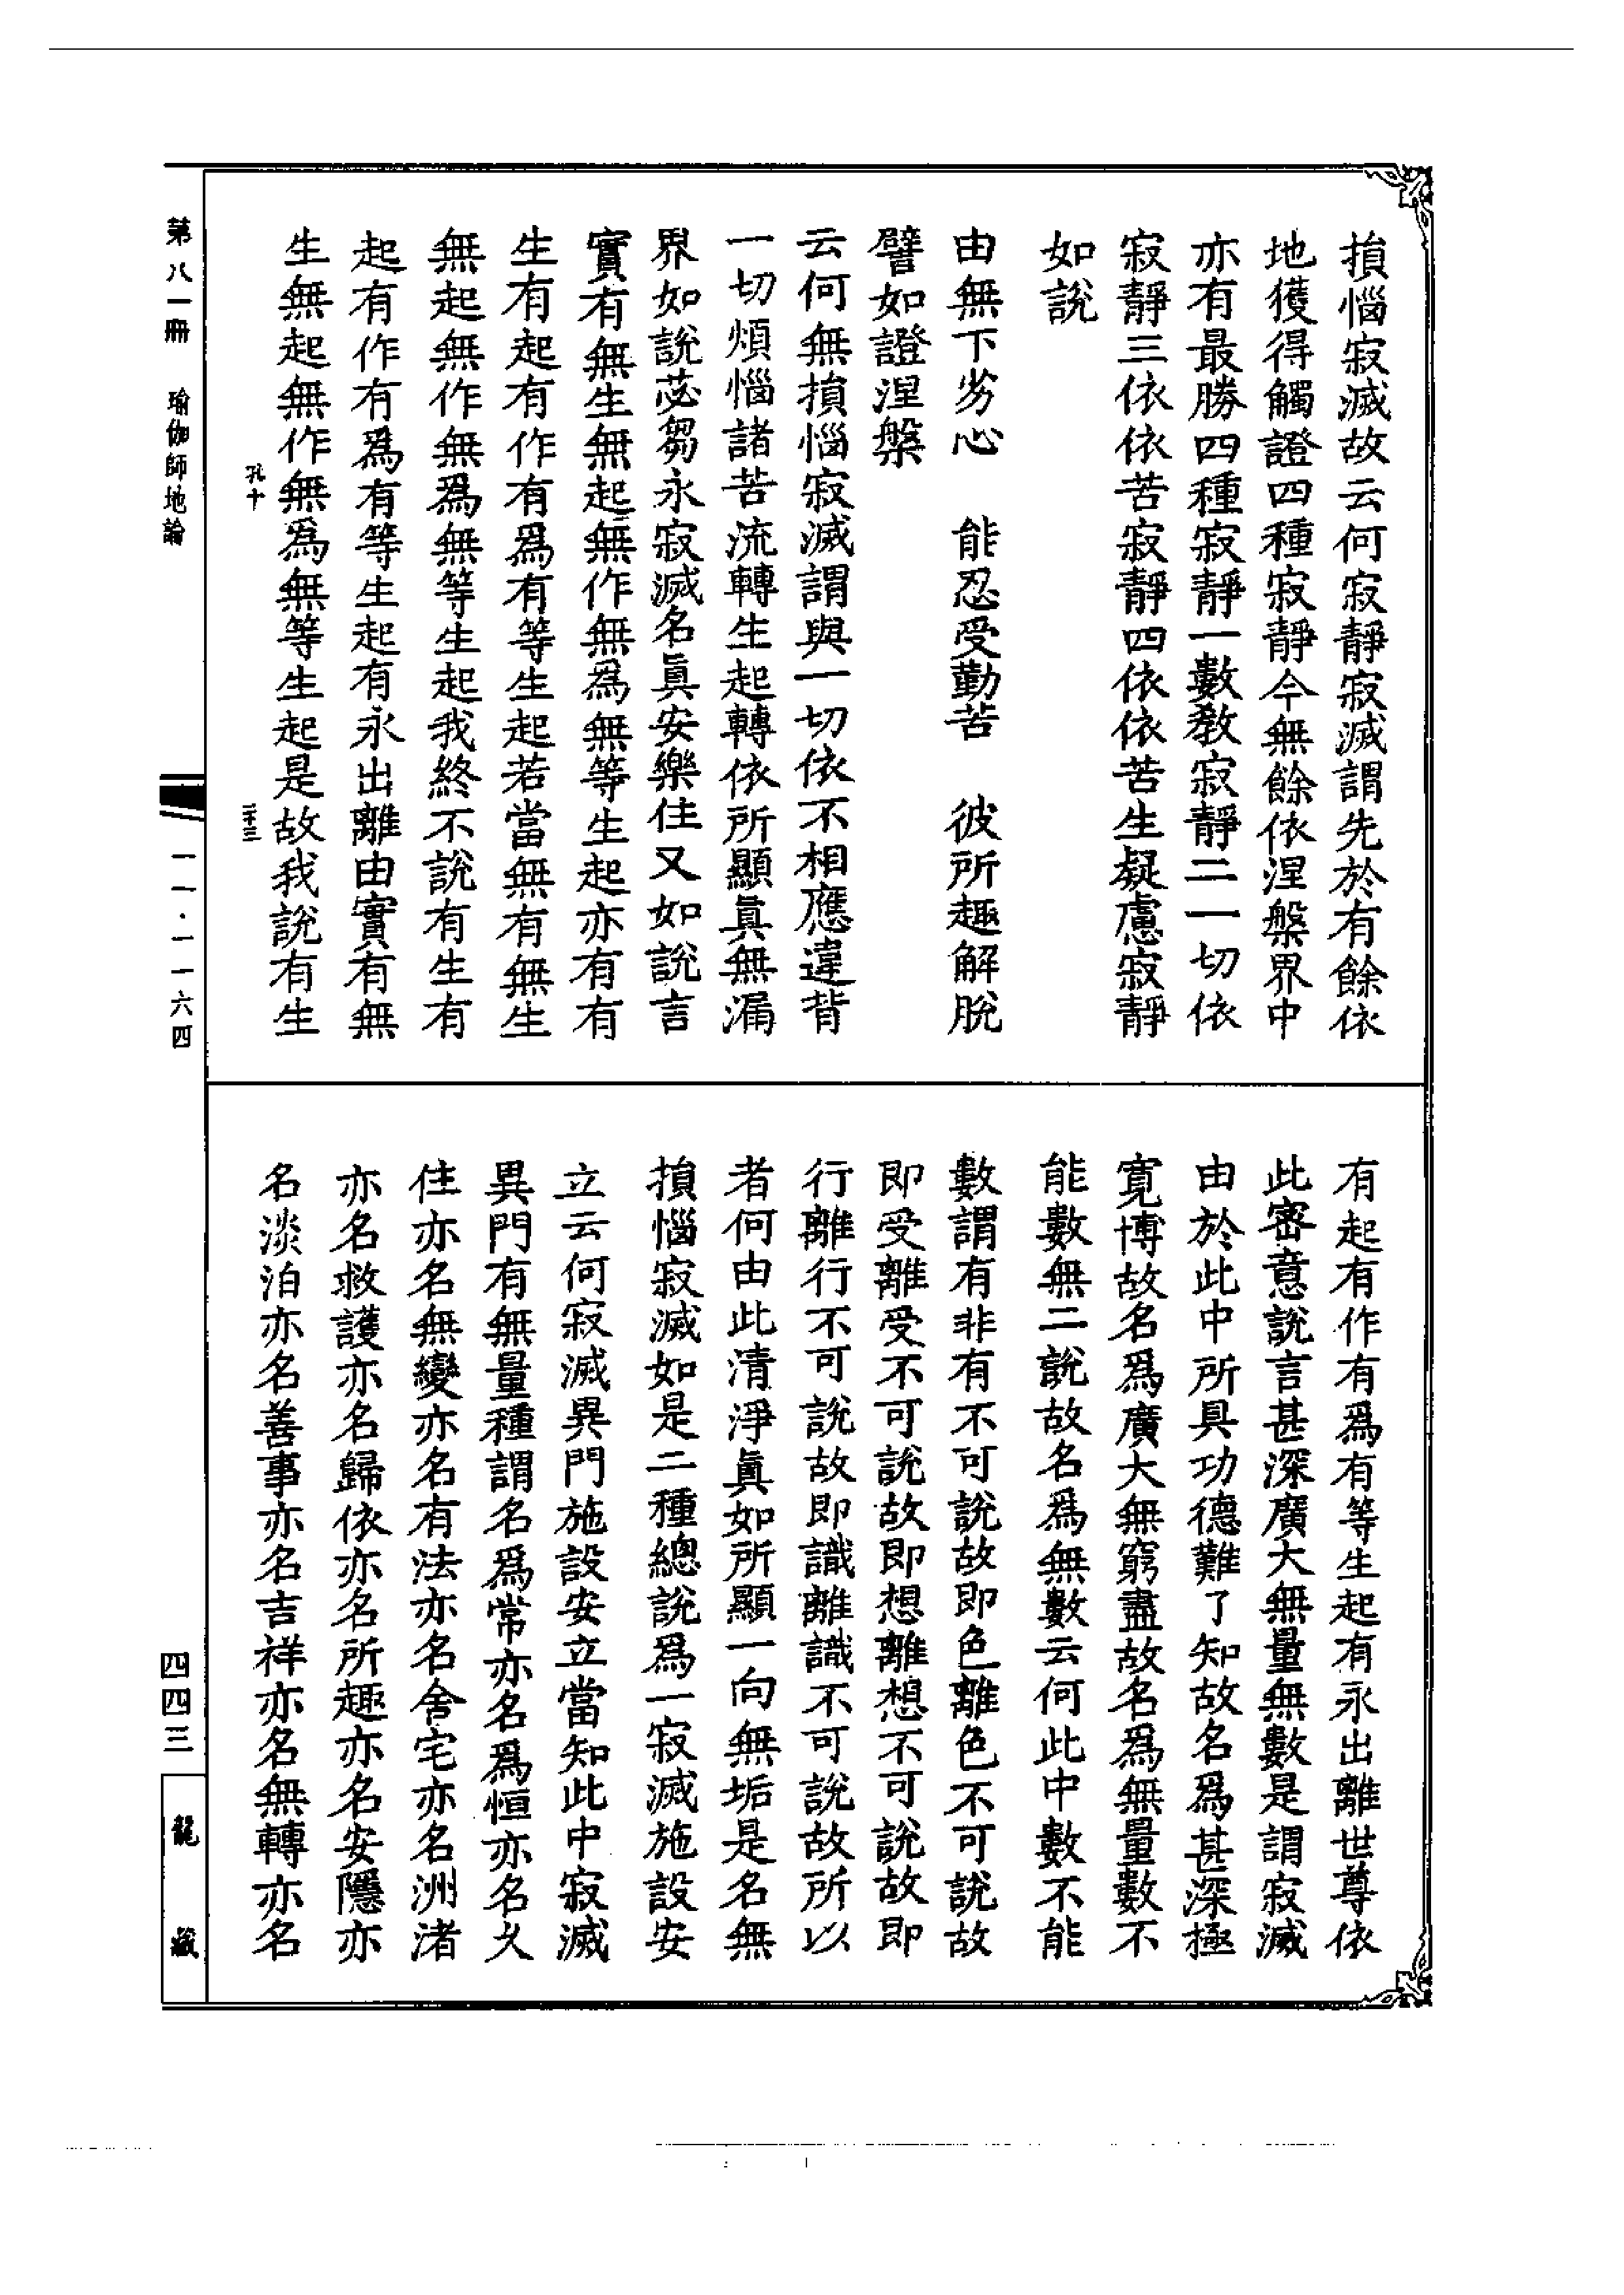 損惱寂滅故云何寂靜寂滅謂先於有餘依
地獲得觸證四種寂靜今無餘依涅槃界中
亦有最勝四種寂靜一數教寂靜二一切依
寂靜三依依苦寂靜四依依苦生疑慮寂靜
如說
由無下劣心　能忍受勤苦　彼所趣解脫
譬如證涅槃
云何無損惱寂滅謂與一切依不相應違背
一切煩惱諸苦流轉生起轉依所顯眞無漏
界如說苾芻永寂滅名眞安樂住又如說言
實有無生無起無作無爲無等生起亦有有
生有起有作有爲有等生起若當無有無生
無起無作無爲無等生起我終不說有生有
起有作有爲有等生起有永出離由實有無
生無起無作無爲無等生起是故我說有生
有起有作有爲有等生起有永出離世尊依
此密意說言甚深廣大無量無數是謂寂滅
由於此中所具功德難了知故名爲甚深極
寬博故名爲廣大無窮盡故名爲無量數不
能數無二說故名爲無數云何此中數不能
數謂有非有不可說故即色離色不可說故
即受離受不可說故即想離想不可說故即
行離行不可說故即識離識不可說故所以
者何由此清淨眞如所顯一向無垢是名無
損惱寂滅如是二種總說爲一寂滅施設安
立云何寂滅異門施設安立當知此中寂滅
異門有無量種謂名爲常亦名爲恒亦名久
住亦名無變亦名有法亦名舍宅亦名洲渚
亦名救護亦名歸依亦名所趣亦名安隱亦
名淡泊亦名善事亦名吉祥亦名無轉亦名
孔十
二十三
第八一冊　瑜伽師地論
一一·一一六四
四四三
龍藏